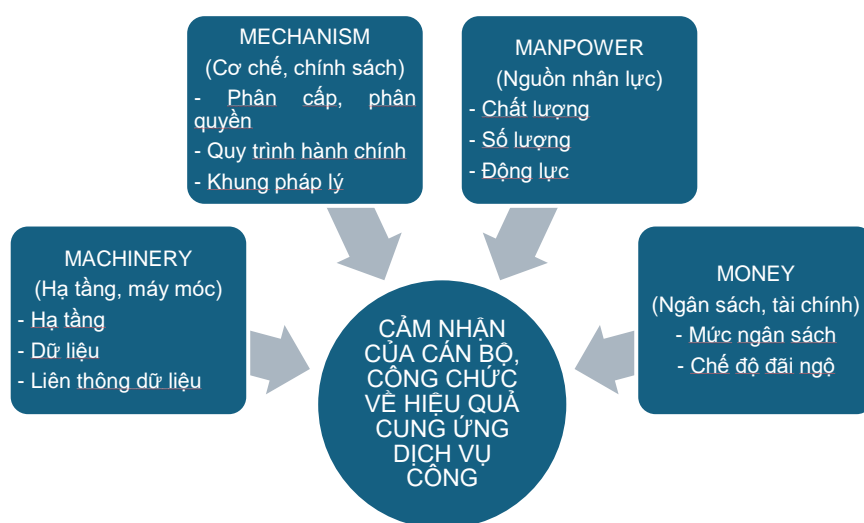 MECHANISM
(Cơ chế, chính sách)
- Phân cấp, phân
quyền
- Quy trình hành chính
- Khung pháp lý
MANPOWER
(Nguồn nhân lực)
- Chất lượng
- Số lượng
- Động lực
MACHINERY
(Hạ tầng, máy móc)
- Hạ tầng
- Dữ liệu
- Liên thông dữ liệu
MONEY
(Ngân sách, tài chính)
- Mức ngân sách
- Chế độ đãi ngộ
CẢM NHẬN
CỦA CÁN BỘ,
CÔNG CHỨC
VỀ HIỆU QUẢ
CUNG ỨNG
DỊCH VỤ
CÔNG